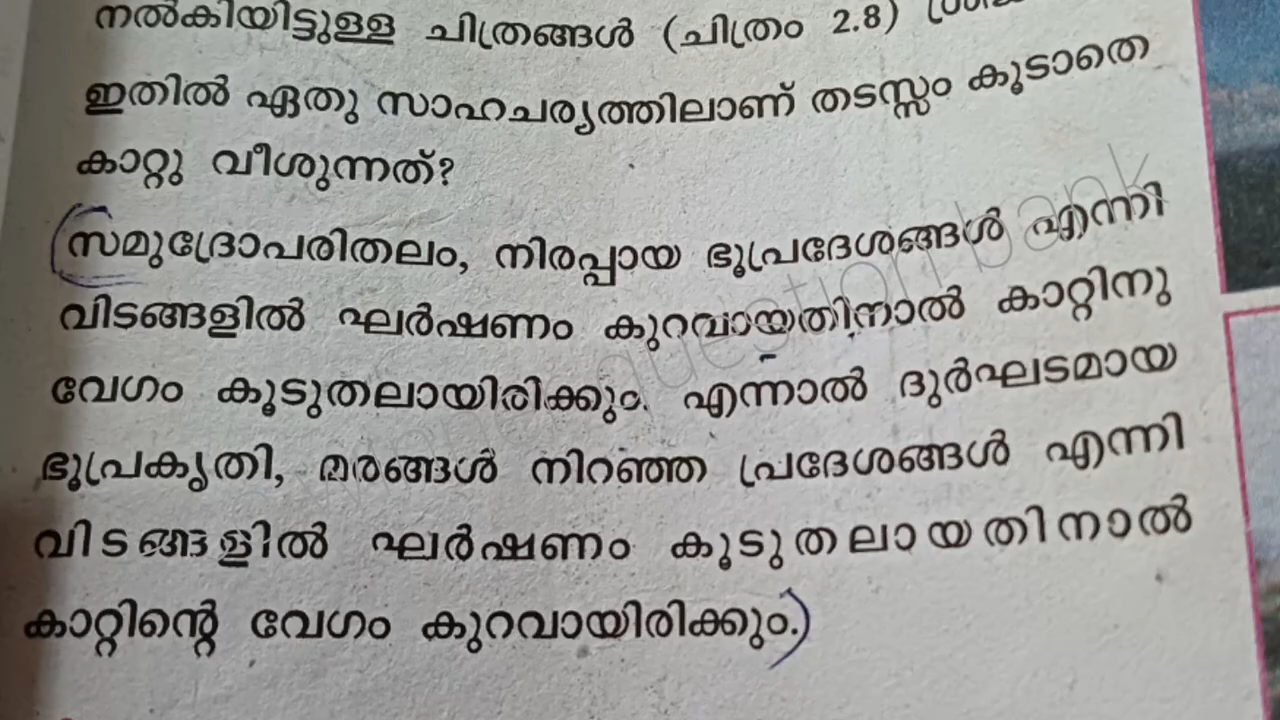 നൽകിയിട്ടുള്ള ചിത്രങ്ങൾ (ചിത്രം 2.8)
ഇതിൽ ഏതു സാഹചര്യത്തിലാണ് തടസ്സം കൂടാതെ
കാറ്റു വീശുന്നത്?
സമുദ്രോപരിതലം, നിരപ്പായ ഭൂപ്രദേശങ്ങൾ എന്നി
വിടങ്ങളിൽ ഘർഷണം കുറവായതിനാൽ കാറ്റിനു
വേഗം കൂടുതലായിരിക്കും. എന്നാൽ ദുർഘടമായ
ഭൂപ്രകൃതി, മരങ്ങൾ നിറഞ്ഞ പ്രദേശങ്ങൾ എന്നി
വിടങ്ങളിൽ ഘർഷണം കൂടുതലായതിനാൽ
കാറ്റിന്റെ വേഗം കുറവായിരിക്കും.
question bank